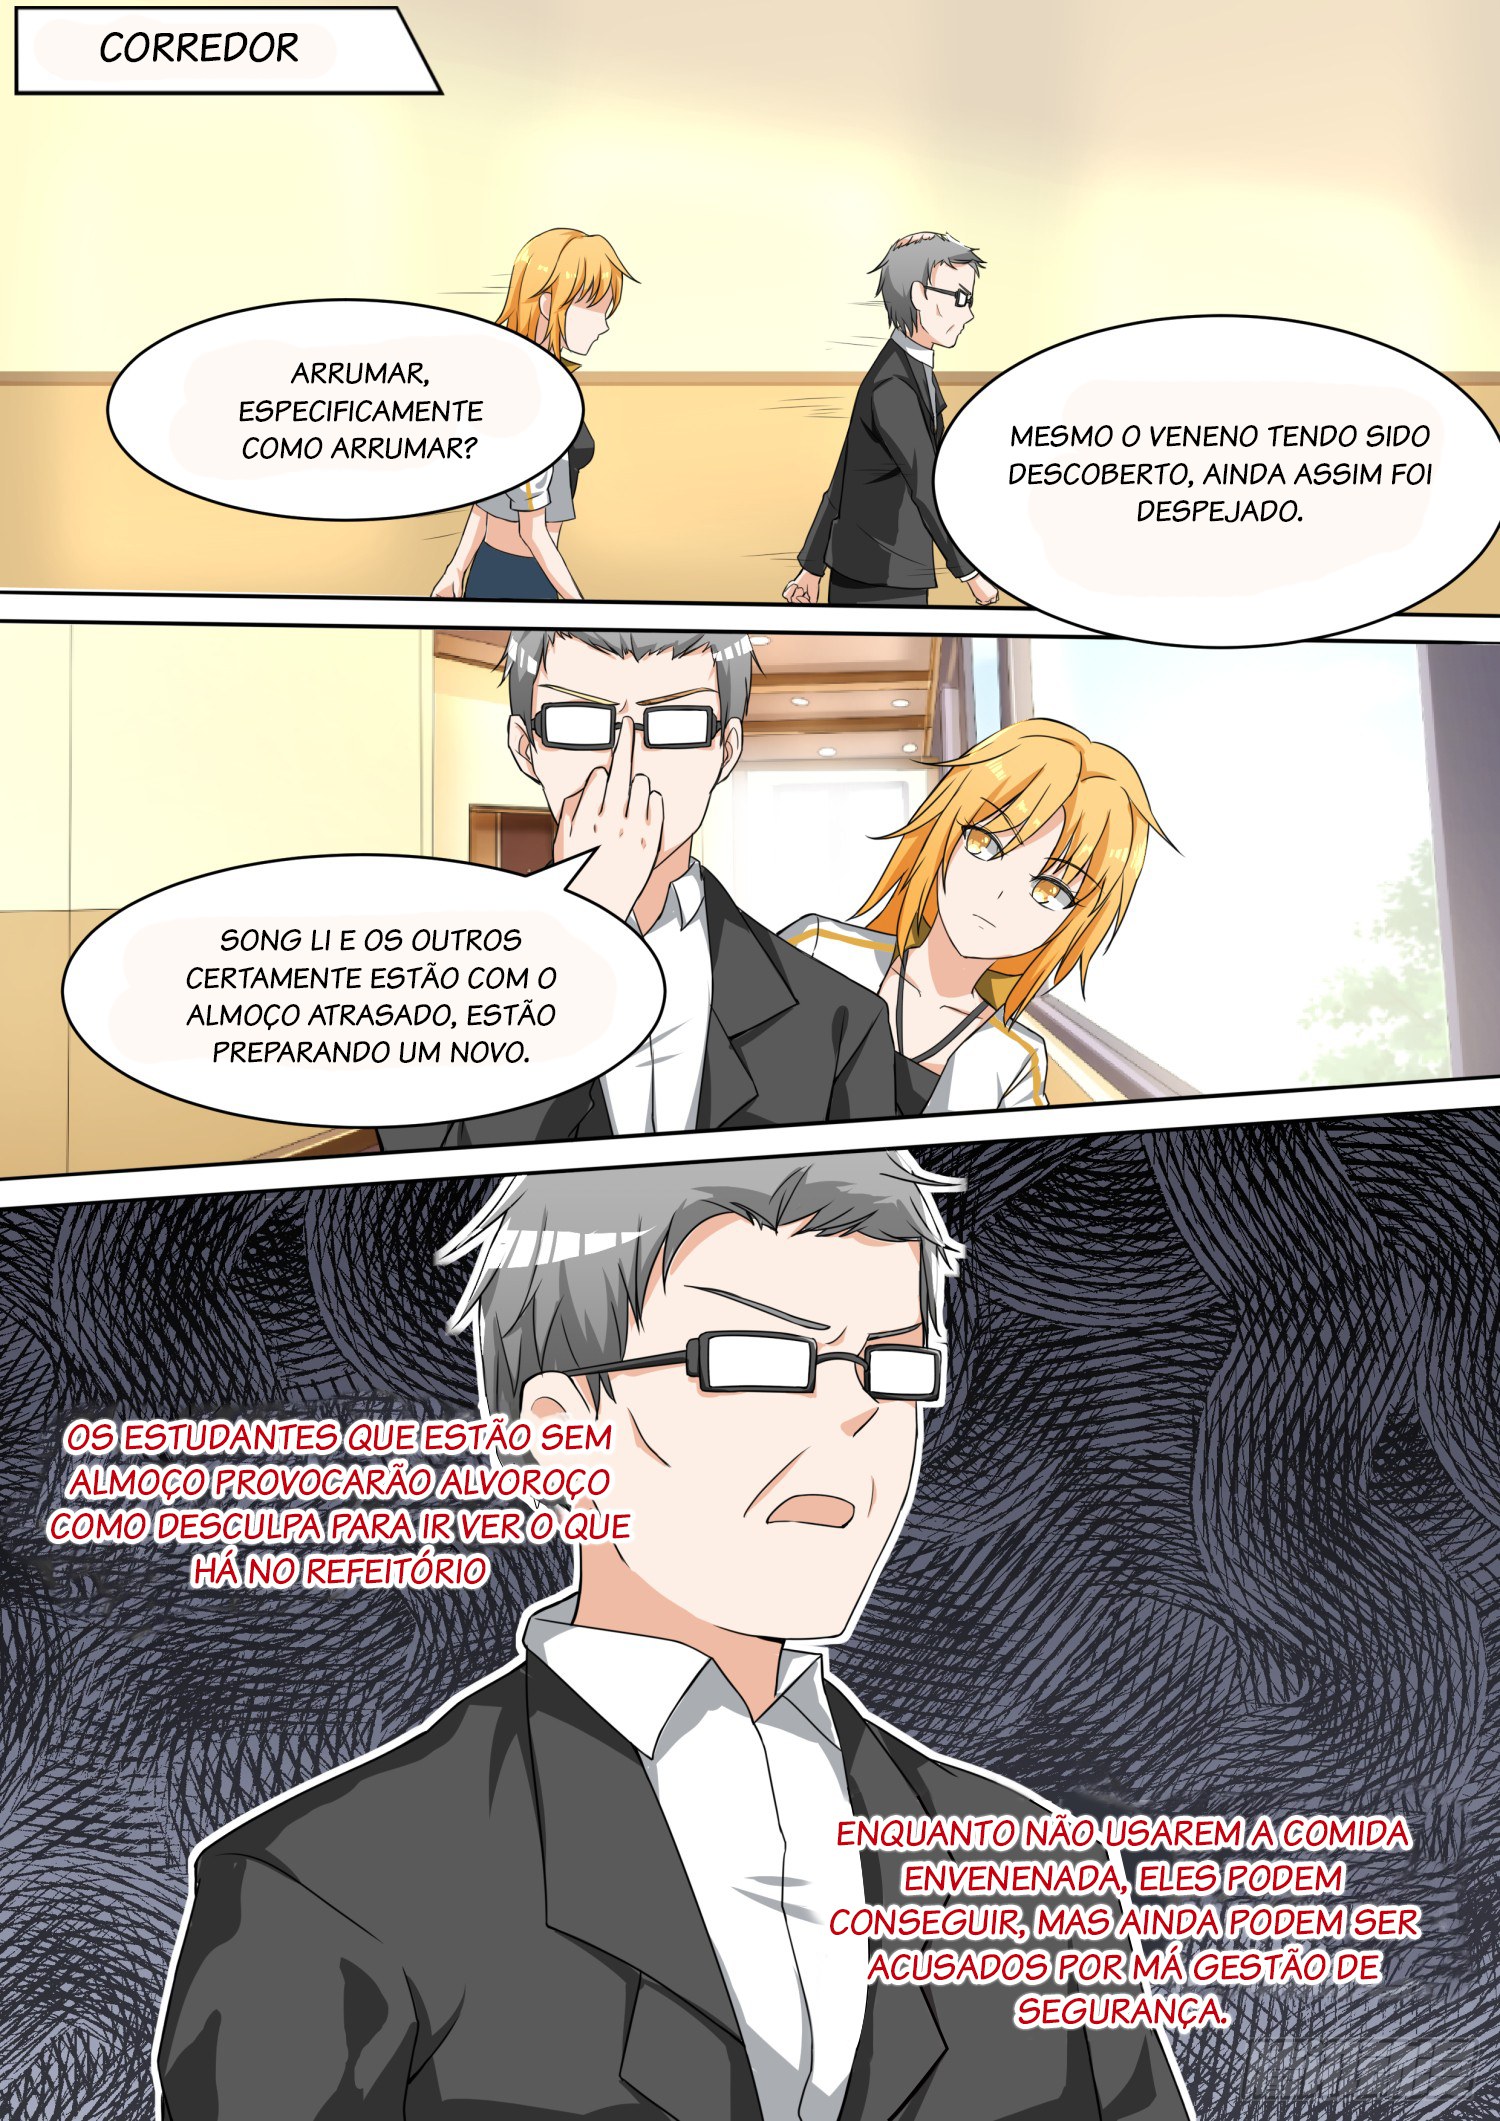 CORREDOR
ARRUMAR,
ESPECIFICAMENTE
COMO ARRUMAR?
MESMO O VENENO TENDO SIDO
DESCOBERTO, AINDA ASSIM FOI
DESPEJADO.
SONG LI E OS OUTROS
CERTAMENTE ESTÃO COM O
ALMOÇO ATRASADO, ESTÃO
PREPARANDO UM NOVO.
OS ESTUDANTES QUE ESTÃO SEM
ALMOÇO PROVOCARÃO ALVOROÇO
COMO DESCULPA PARA IR VER O QUE
HÁ NO REFEITÓRIO
ENQUANTO NÃO USAREM A COMIDA
ENVENENADA, ELES PODEM
CONSEGUIR, MAS AINDA PODEM SER
ACUSADOS POR MÁ GESTÃO DE
SEGURANÇA.